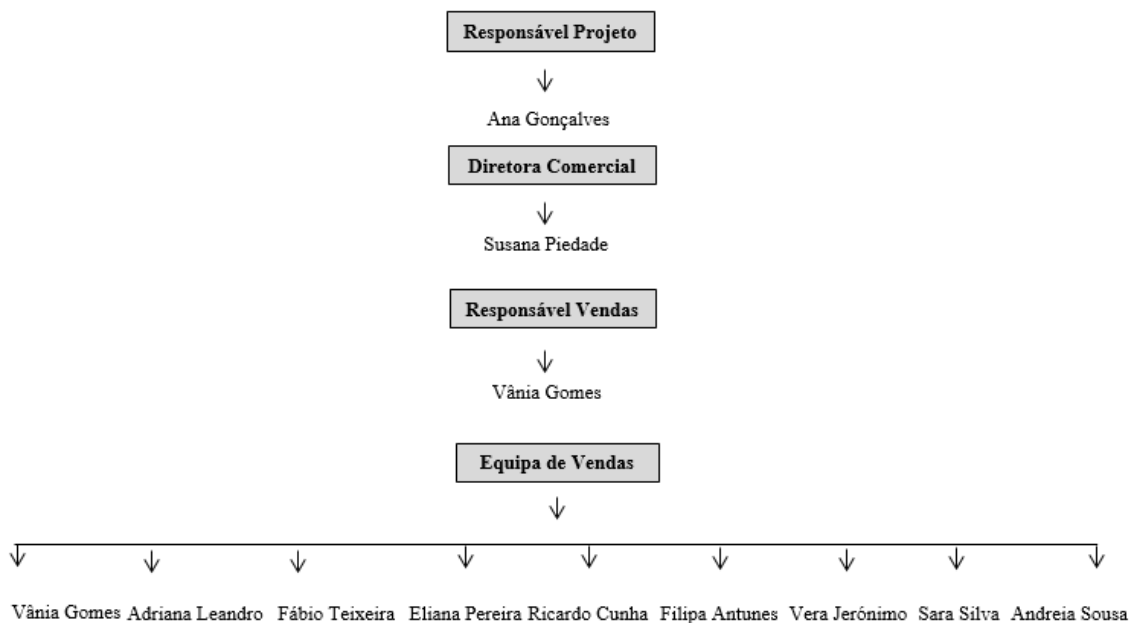 Responsável Projeto
Ana Gonçalves
Diretora Comercial
Susana Piedade
Responsável Vendas
Vânia Gomes
Equipa de Vendas
Vânia Gomes Adriana Leandro Fábio Teixeira Eliana Pereira Ricardo Cunha Filipa Antunes Vera Jerónimo Sara Silva Andreia Sousa